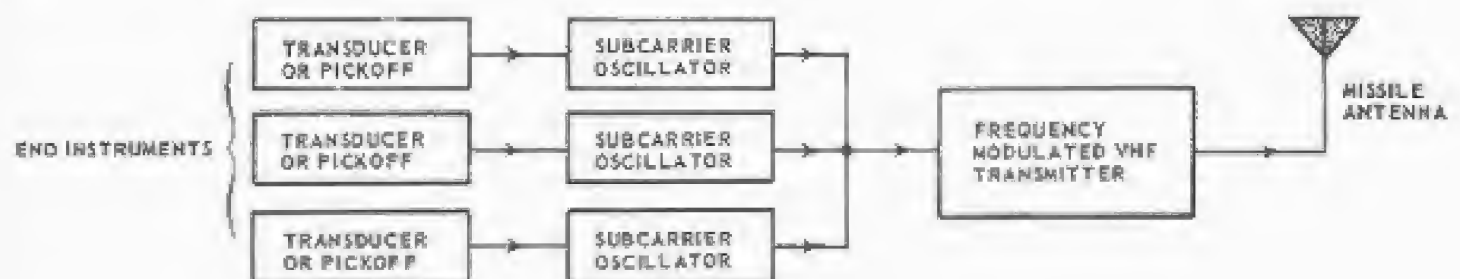 TRANSDUCER
OR PICKOFF
SUBCARRIER
OSCILLATOR
END INSTRUMENTS
TRANSDUCER
OR PICKOFF
SUBCARRIER
OSCILLATOR
TRANSDUCER
OR PICKOFF
SUBCARRIER
OSCILLATOR
FREQUENCY
MODULATED VHF
TRANSMITTER
MISSILE
ANTENNA